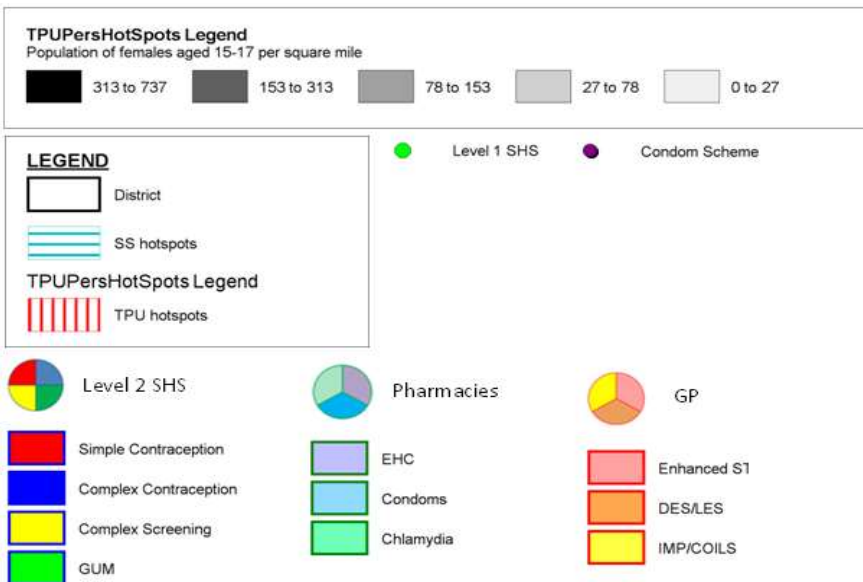 TPUPersHotSpots Legend
Population of females aged 15-17 per square mile
313 to 737 153 to 313 78 to 153 27 to 78 0 to 27
LEGEND
District
SS hotspots
TPUPersHotSpots Legend
TPU hotspots
Level 1 SHS Condom Scheme
Level 2 SHS
Simple Contraception
Complex Contraception
Complex Screening
GUM
Pharmacies
EHC
Condoms
Chlamydia
GP
Enhanced ST
DES/LES
IMP/COILS